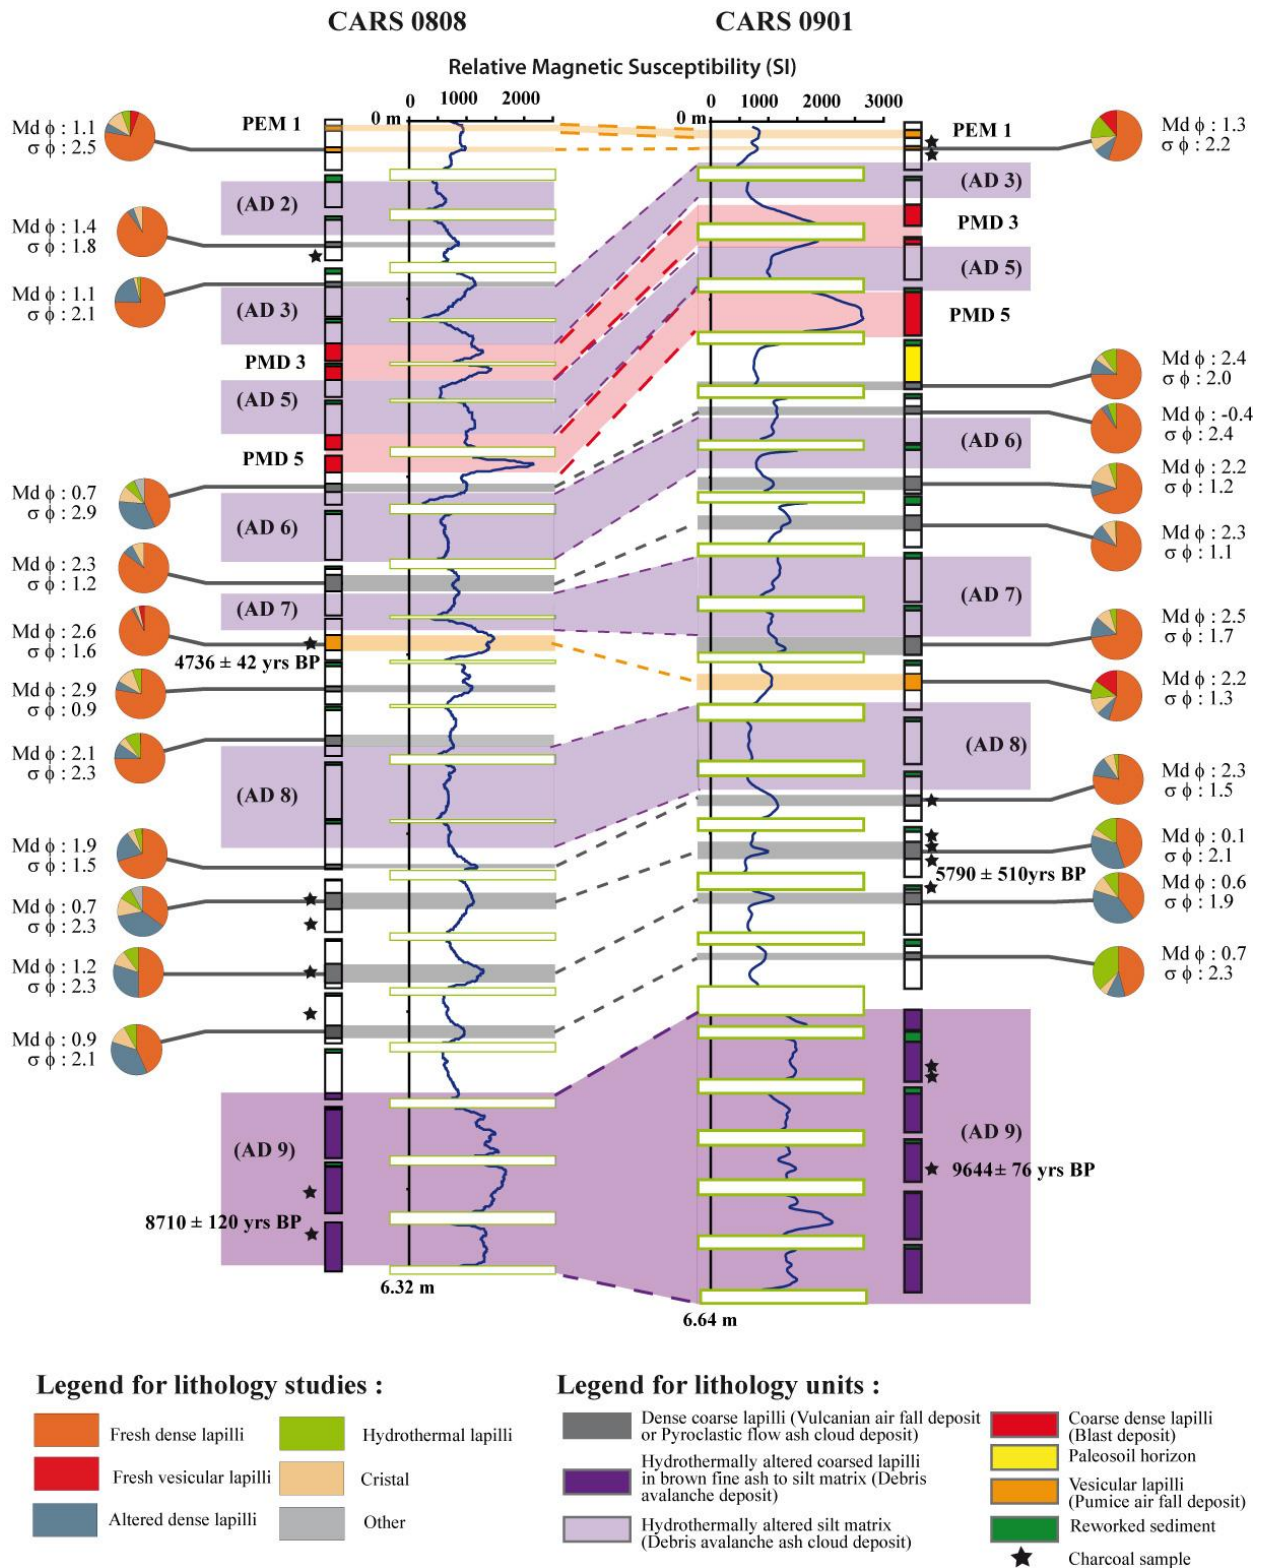 CARS 0808
CARS 0901
Relative Magnetic Susceptibility (SI)
0 1000 2000
0 1000 2000 3000
0 m
0 m
PEM 1
PEM 1
Md ϕ : 1.1
σ ϕ : 2.5
Md ϕ : 1.3
σ ϕ : 2.2
(AD 2)
(AD 3)
Md ϕ : 1.4
σ ϕ : 1.8
PMD 3
(AD 5)
Md ϕ : 1.1
σ ϕ : 2.1
(AD 3)
PMD 5
PMD 3
Md ϕ : 2.4
σ ϕ : 2.0
(AD 5)
Md ϕ : -0.4
σ ϕ : 2.4
(AD 6)
PMD 5
Md ϕ : 2.2
σ ϕ : 1.2
Md ϕ : 0.7
σ ϕ : 2.9
(AD 6)
Md ϕ : 2.3
σ ϕ : 1.1
Md ϕ : 2.3
σ ϕ : 1.2
(AD 7)
(AD 7)
Md ϕ : 2.6
σ ϕ : 1.6
4736 ± 42 yrs BP
Md ϕ : 2.5
σ ϕ : 1.7
Md ϕ : 2.9
σ ϕ : 0.9
Md ϕ : 2.2
σ ϕ : 1.3
Md ϕ : 2.1
σ ϕ : 2.3
(AD 8)
(AD 8)
Md ϕ : 2.3
σ ϕ : 1.5
Md ϕ : 1.9
σ ϕ : 1.5
Md ϕ : 0.1
σ ϕ : 2.1
5790 ± 510yrs BP
Md ϕ : 0.7
σ ϕ : 2.3
Md ϕ : 0.6
σ ϕ : 1.9
Md ϕ : 1.2
σ ϕ : 2.3
Md ϕ : 0.7
σ ϕ : 2.3
Md ϕ : 0.9
σ ϕ : 2.1
(AD 9)
(AD 9)
9644± 76 yrs BP
8710 ± 120 yrs BP
6.32 m
6.64 m
Legend for lithology studies :
Fresh dense lapilli
Fresh vesicular lapilli
Altered dense lapilli
Hydrothermal lapilli
Cristal
Other
Legend for lithology units :
Dense coarse lapilli (Vulcanian air fall deposit
or Pyroclastic flow ash cloud deposit)
Hydrothermally altered coarsed lapilli
in brown fine ash to silt matrix (Debris
avalanche deposit)
Hydrothermally altered silt matrix
(Debris avalanche ash cloud deposit)
Coarse dense lapilli
(Blast deposit)
Paleosoil horizon
Vesicular lapilli
(Pumice air fall deposit)
Reworked sediment
Charcoal sample